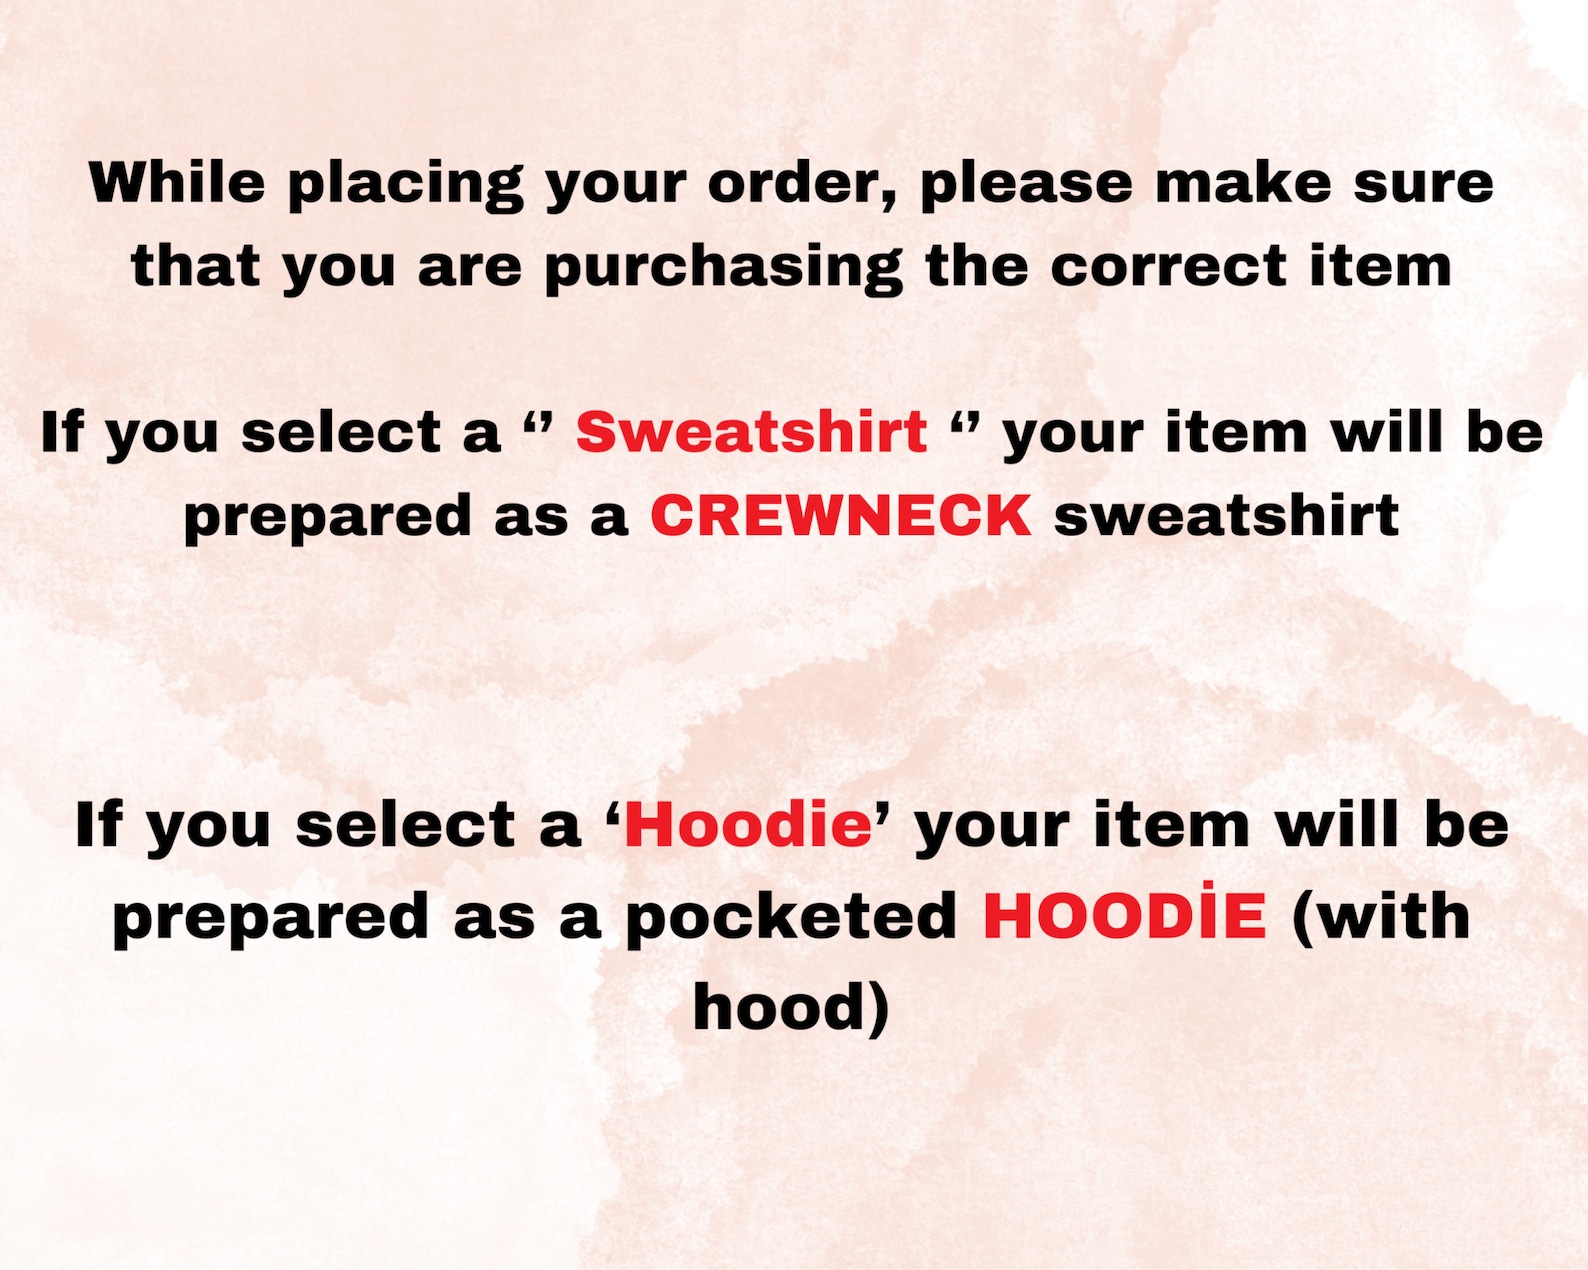 While placing your order, please make sure
that you are purchasing the correct item
If you select a ‘’ Sweatshirt ‘’ your item will be
prepared as a CREWNECK sweatshirt
If you select a ‘Hoodie’ your item will be
prepared as a pocketed HOODİE (with
hood)